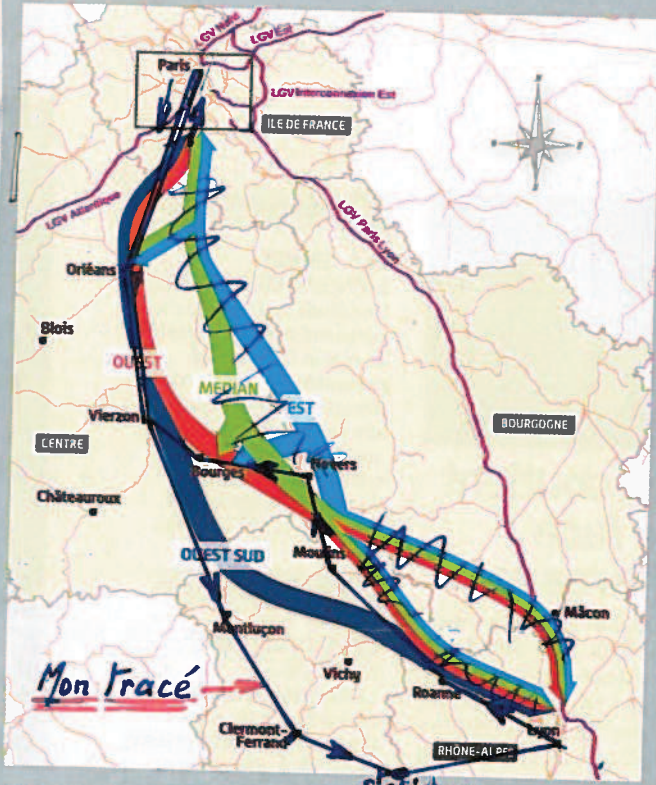 LGV Nord
LGV Est
Paris
LGV Interconnexion Est
ILE DE FRANCE
LGV Atlantique
LGV Paris Lyon
Orléans
Blois
OUEST
MEDIAN
EST
Vierzon
BOURGOGNE
CENTRE
Bourges
Nevers
Châteauroux
OUEST SUD
Moulins
Mâcon
Montluçon
Mon tracé
Vichy
Roanne
Clermont-
Ferrand
Lyon
RHÔNE-ALPE